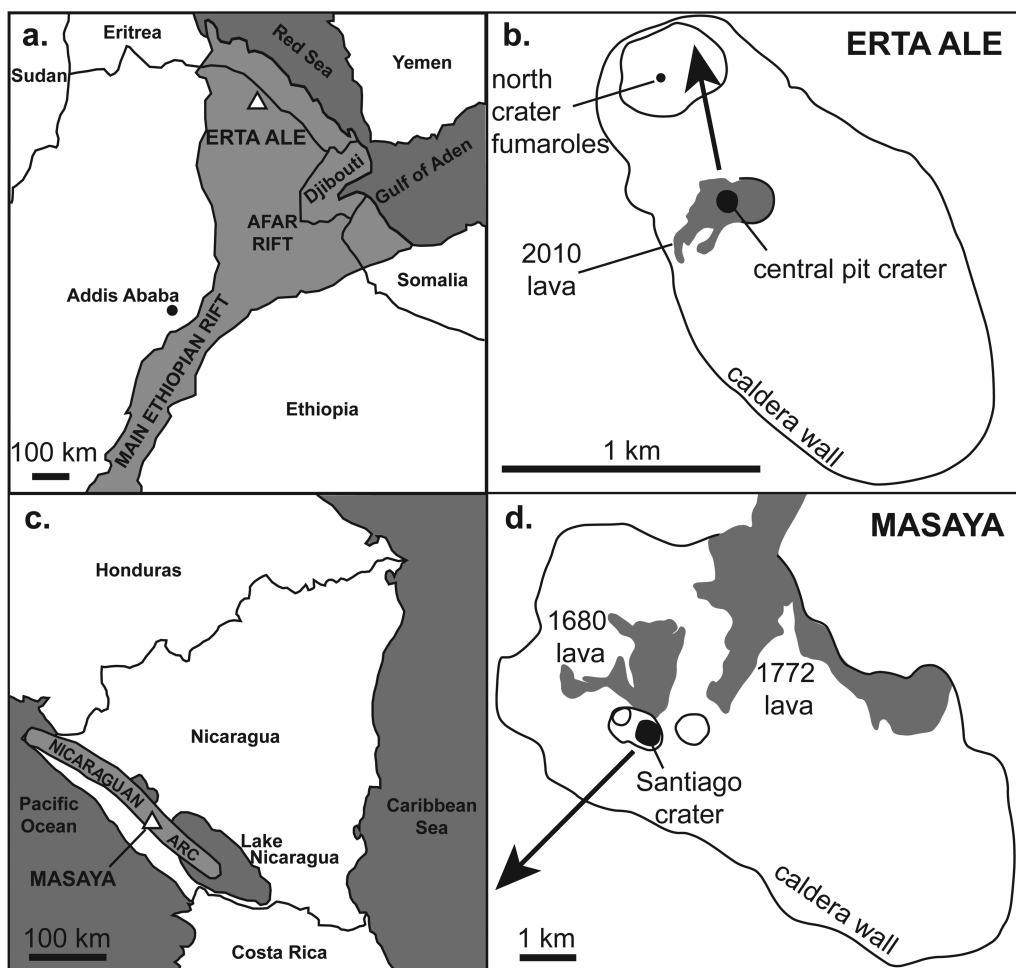 a.
Eritrea
Sudan
Red Sea
Yemen
ERTA ALE
Djibouti
Gulf of Aden
AFAR
RIFT
Somalia
Addis Ababa
MAIN ETHIOPIAN RIFT
Ethiopia
100 km
b.
ERTA ALE
north
crater
fumaroles
2010
lava
central pit crater
caldera wall
1 km
c.
Honduras
Nicaragua
NICARAGUAN
ARC
Pacific
Ocean
Caribbean
Sea
Lake
Nicaragua
MASAYA
100 km
Costa Rica
d.
MASAYA
1680
lava
1772
lava
Santiago
crater
caldera wall
1 km